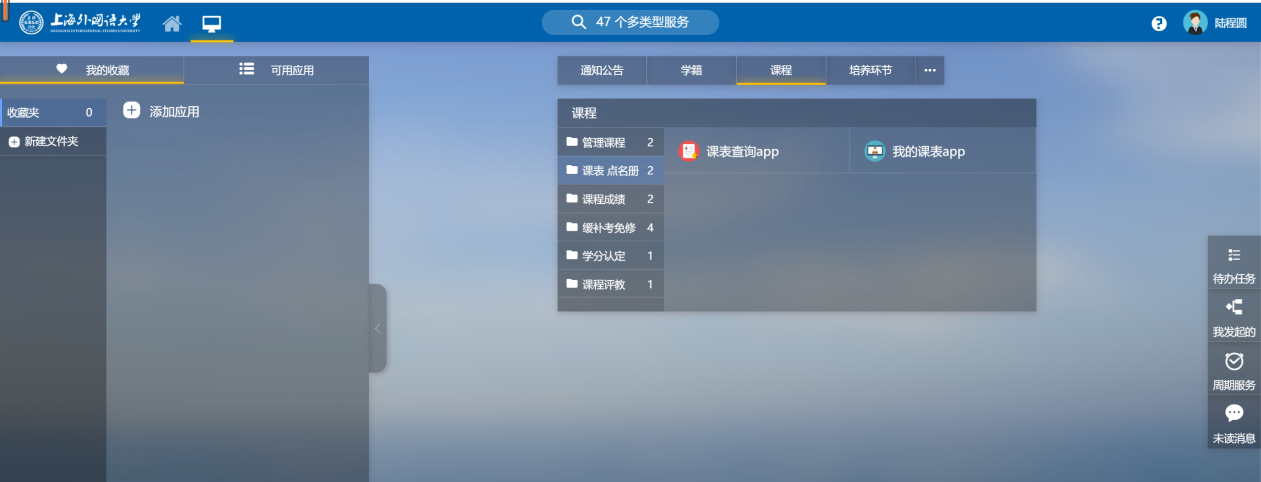 上海外国语大学
SHANGHAI INTERNATIONAL STUDIES UNIVERSITY
47 个多类型服务
陆程圆
我的收藏
可用应用
收藏夹 0
添加应用
新建文件夹
通知公告 学籍 课程 培养环节 ···
课程
管理课程 2
课表 点名册 2
课程成绩 2
缓补考免修 4
学分认定 1
课程评教 1
课表查询app
我的课表app
待办任务
我发起的
周期服务
未读消息